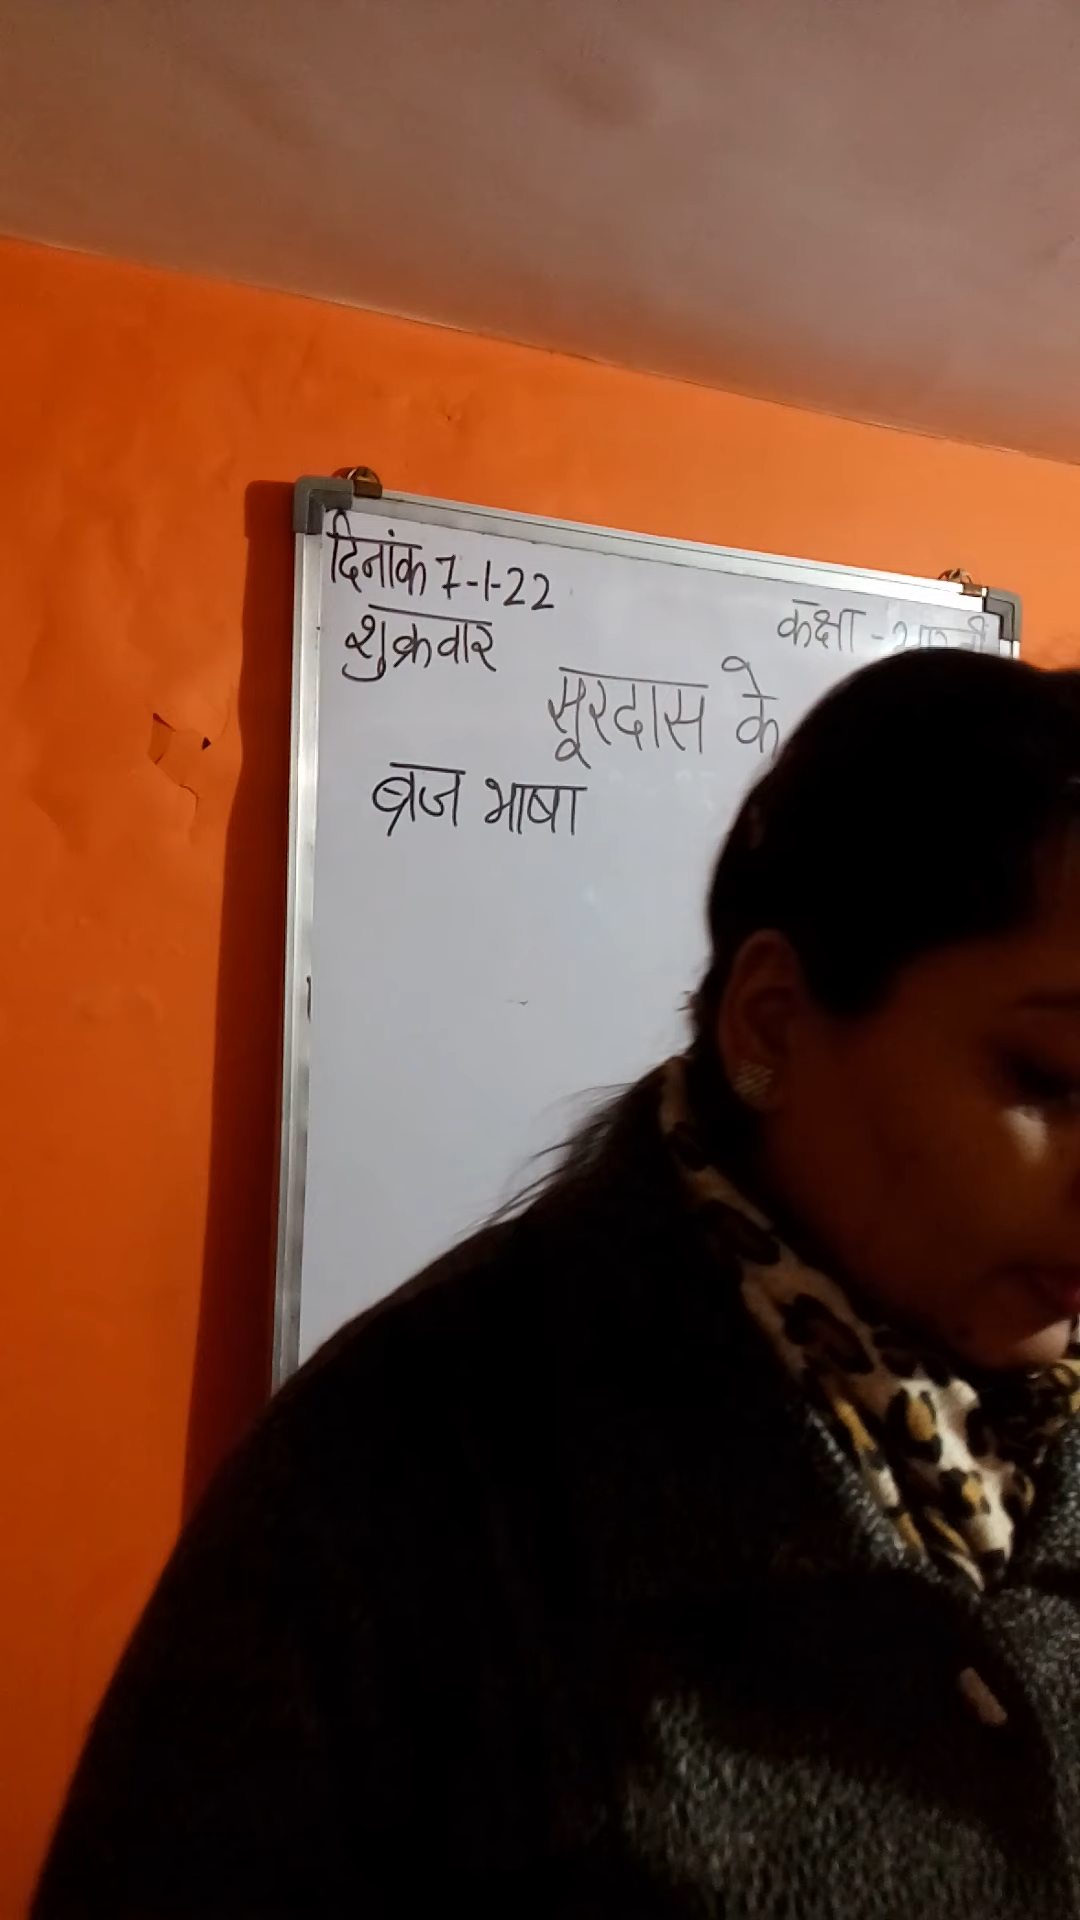 दिनांक 7-1-22
कक्षा -
शुक्रवार
सूरदास के
ब्रज भाषा